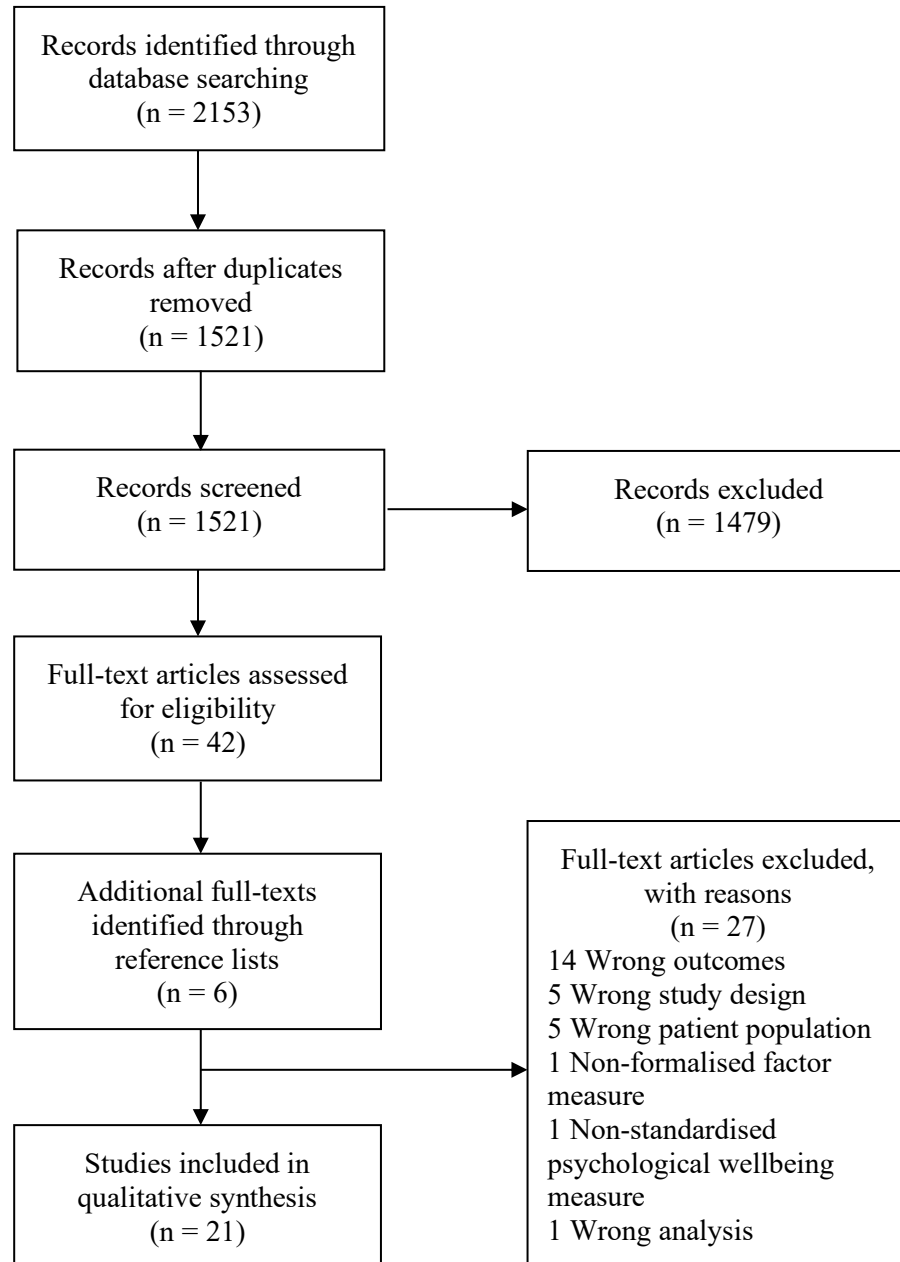 Records identified through
database searching
(n = 2153)
Records after duplicates
removed
(n = 1521)
Records screened
(n = 1521)
Records excluded
(n = 1479)
Full-text articles assessed
for eligibility
(n = 42)
Additional full-texts
identified through
reference lists
(n = 6)
Full-text articles excluded,
with reasons
(n = 27)
14 Wrong outcomes
5 Wrong study design
5 Wrong patient population
1 Non-formalised factor
measure
1 Non-standardised
psychological wellbeing
measure
1 Wrong analysis
Studies included in
qualitative synthesis
(n = 21)